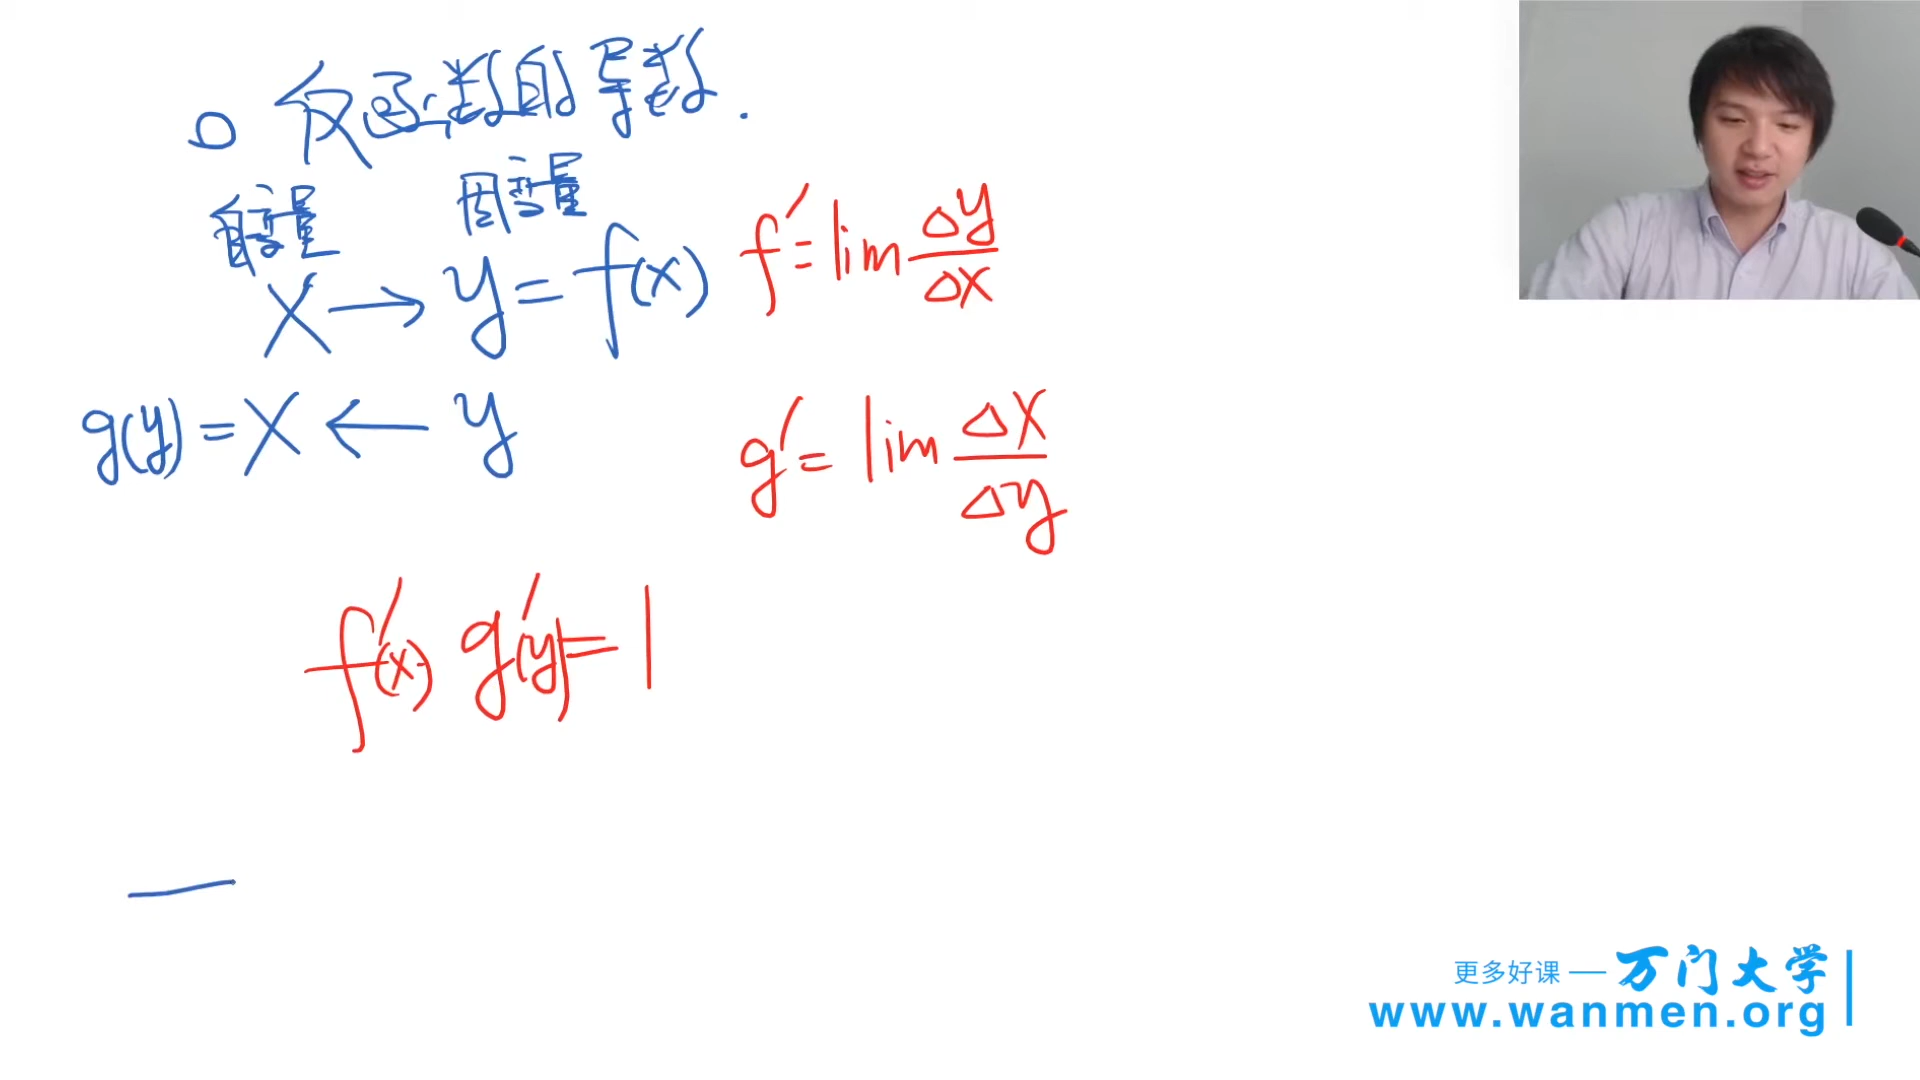 反函数的导数.
自变量 因变量
x → y = f(x) f' = lim Δy/Δx
g(y) = x ← y g' = lim Δx/Δy
f'(x) g'(y) = 1
更多好课 — 万门大学
www.wanmen.org